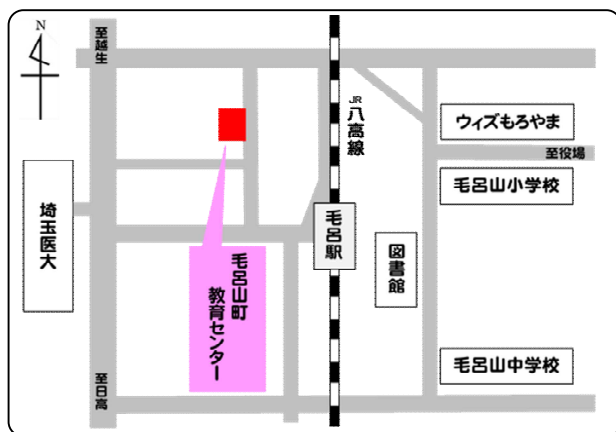 N
至越生
JR
八高線
ウィズもろやま
至役場
毛呂山小学校
埼玉医大
毛呂駅
図書館
毛呂山町
教育センター
毛呂山中学校
至日高